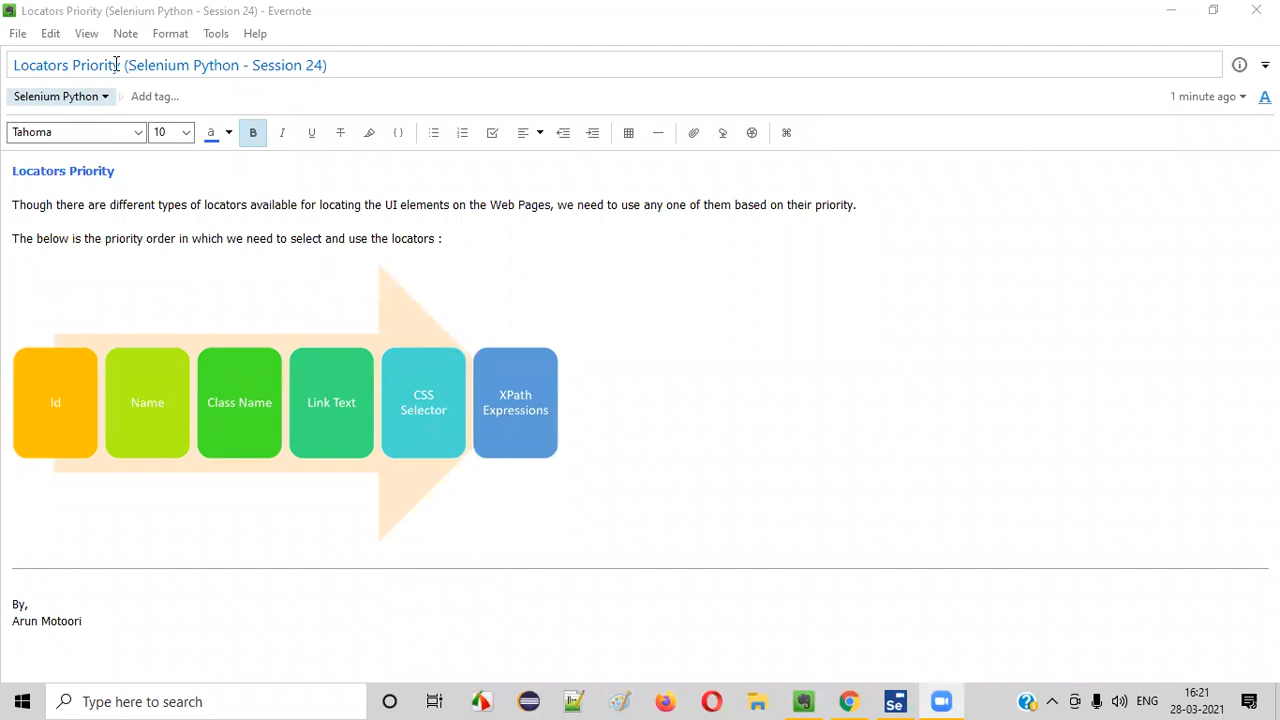 Locators Priority (Selenium Python - Session 24) - Evernote
File Edit View Note Format Tools Help
Locators Priority (Selenium Python - Session 24)
Selenium Python Add tag... 1 minute ago
Tahoma 10
Locators Priority
Though there are different types of locators available for locating the UI elements on the Web Pages, we need to use any one of them based on their priority.
The below is the priority order in which we need to select and use the locators :
Id
Name
Class Name
Link Text
CSS
Selector
XPath
Expressions
By,
Arun Motoori
Type here to search
ENG
16:21
28-03-2021